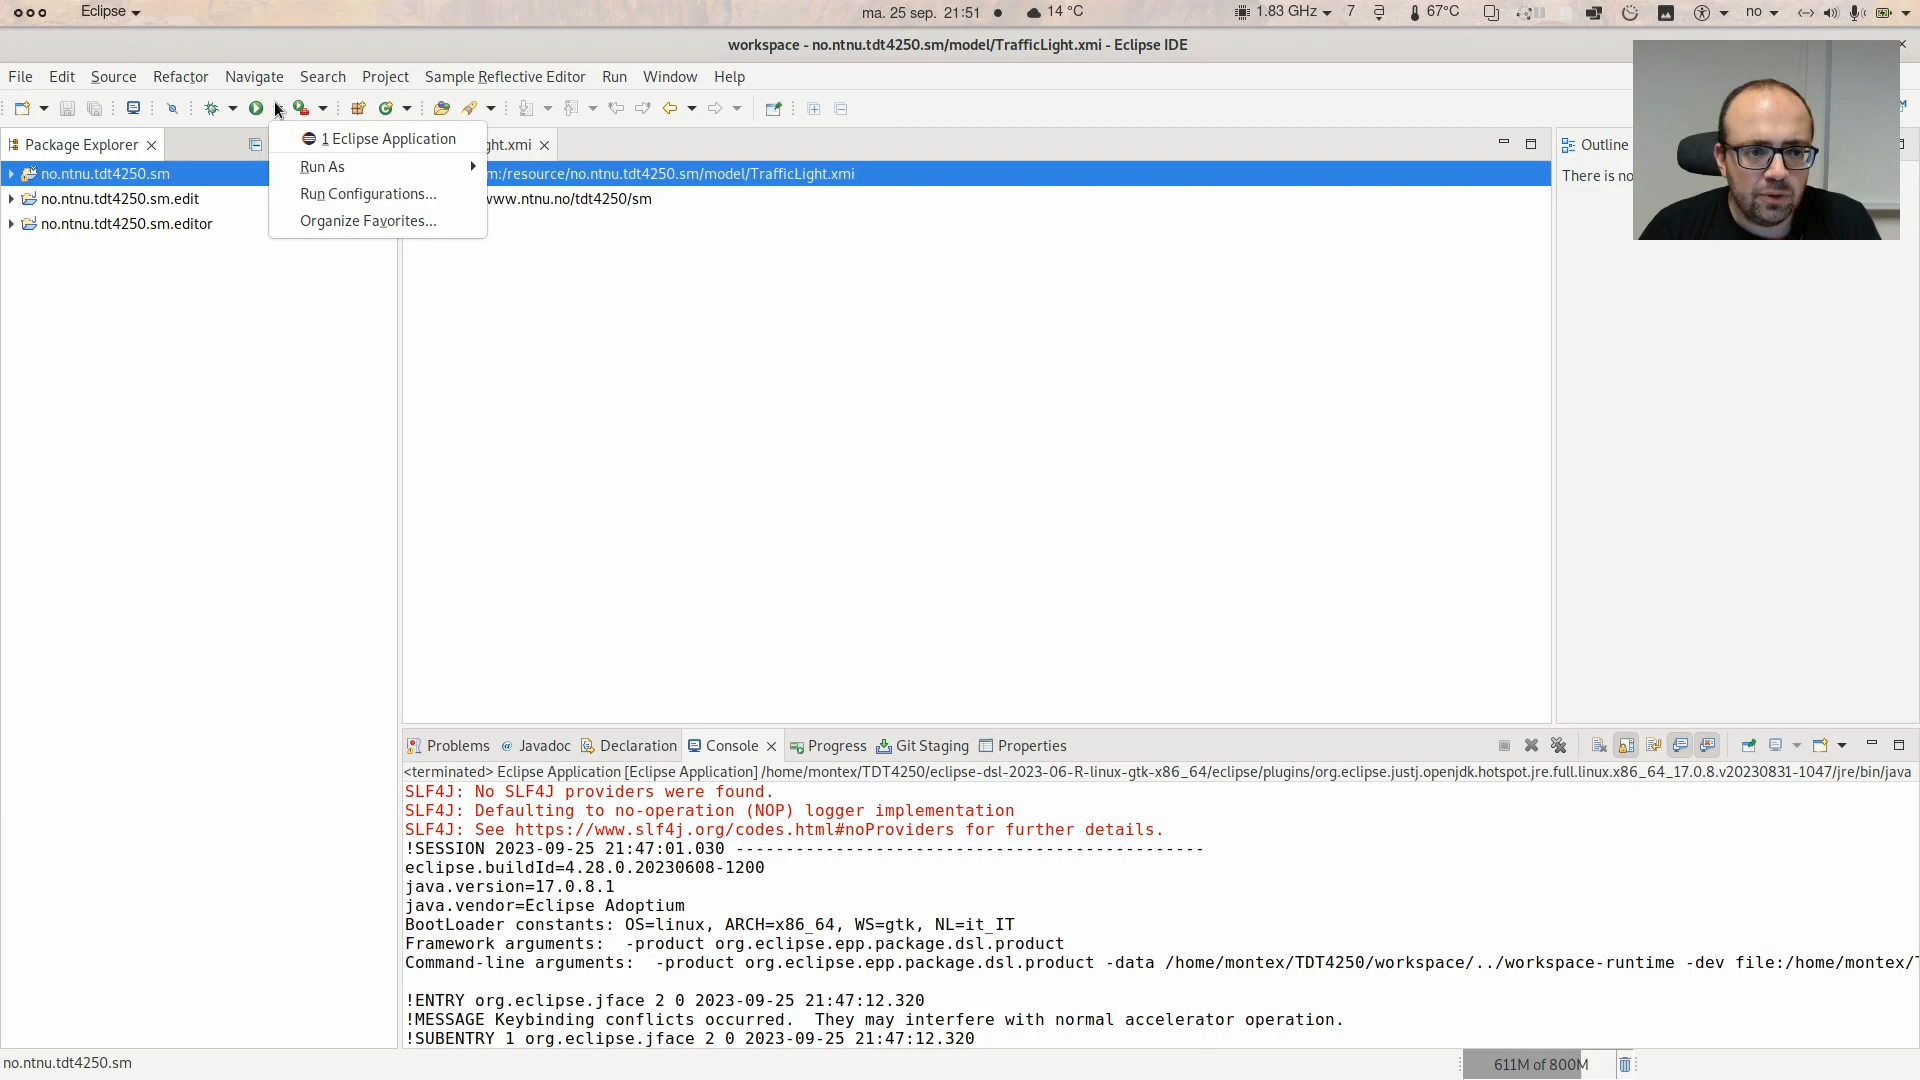 Eclipse
ma. 25 sep. 21:51
14 °C
1.83 GHz
7
67°C
no
workspace - no.ntnu.tdt4250.sm/model/TrafficLight.xmi - Eclipse IDE
File Edit Source Refactor Navigate Search Project Sample Reflective Editor Run Window Help
Package Explorer
ght.xmi
Outline
1 Eclipse Application
Run As
Run Configurations...
Organize Favorites...
no.ntnu.tdt4250.sm
no.ntnu.tdt4250.sm.edit
no.ntnu.tdt4250.sm.editor
m:/resource/no.ntnu.tdt4250.sm/model/TrafficLight.xmi
www.ntnu.no/tdt4250/sm
There is no
Problems Javadoc Declaration Console Progress Git Staging Properties
<terminated> Eclipse Application [Eclipse Application] /home/montex/TDT4250/eclipse-dsl-2023-06-R-linux-gtk-x86_64/eclipse/plugins/org.eclipse.justj.openjdk.hotspot.jre.full.linux.x86_64_17.0.8.v20230831-1047/jre/bin/java
SLF4J: No SLF4J providers were found.
SLF4J: Defaulting to no-operation (NOP) logger implementation
SLF4J: See https://www.slf4j.org/codes.html#noProviders for further details.
!SESSION 2023-09-25 21:47:01.030 -----------------------------------------------
eclipse.buildId=4.28.0.20230608-1200
java.version=17.0.8.1
java.vendor=Eclipse Adoptium
BootLoader constants: OS=linux, ARCH=x86_64, WS=gtk, NL=it_IT
Framework arguments:  -product org.eclipse.epp.package.dsl.product
Command-line arguments:  -product org.eclipse.epp.package.dsl.product -data /home/montex/TDT4250/workspace/../workspace-runtime -dev file:/home/montex/T
!ENTRY org.eclipse.jface 2 0 2023-09-25 21:47:12.320
!MESSAGE Keybinding conflicts occurred.  They may interfere with normal accelerator operation.
!SUBENTRY 1 org.eclipse.jface 2 0 2023-09-25 21:47:12.320
no.ntnu.tdt4250.sm
611M of 800M